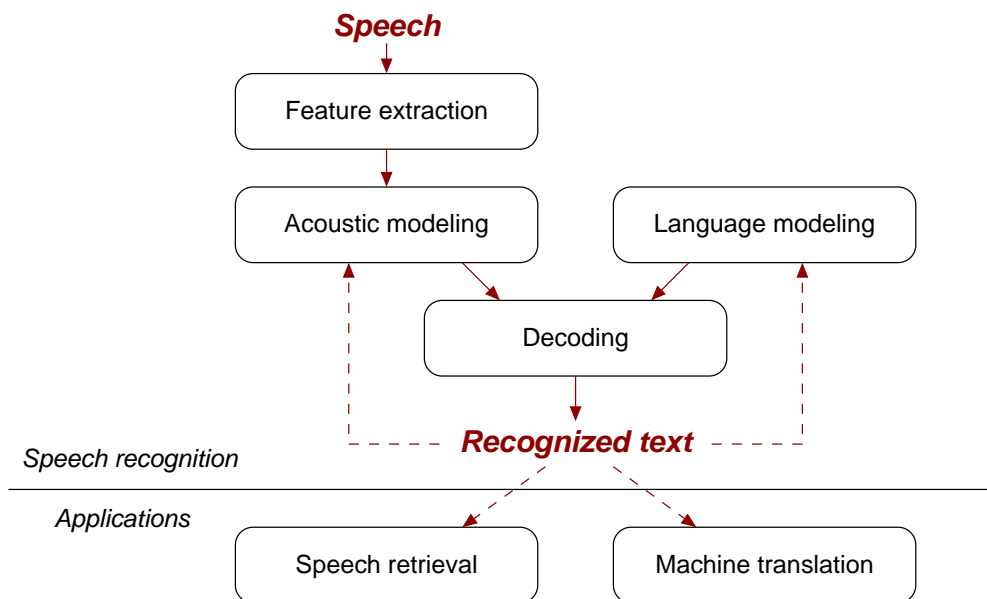 Speech
Feature extraction
Acoustic modeling
Language modeling
Decoding
Recognized text
Speech recognition
Applications
Speech retrieval
Machine translation